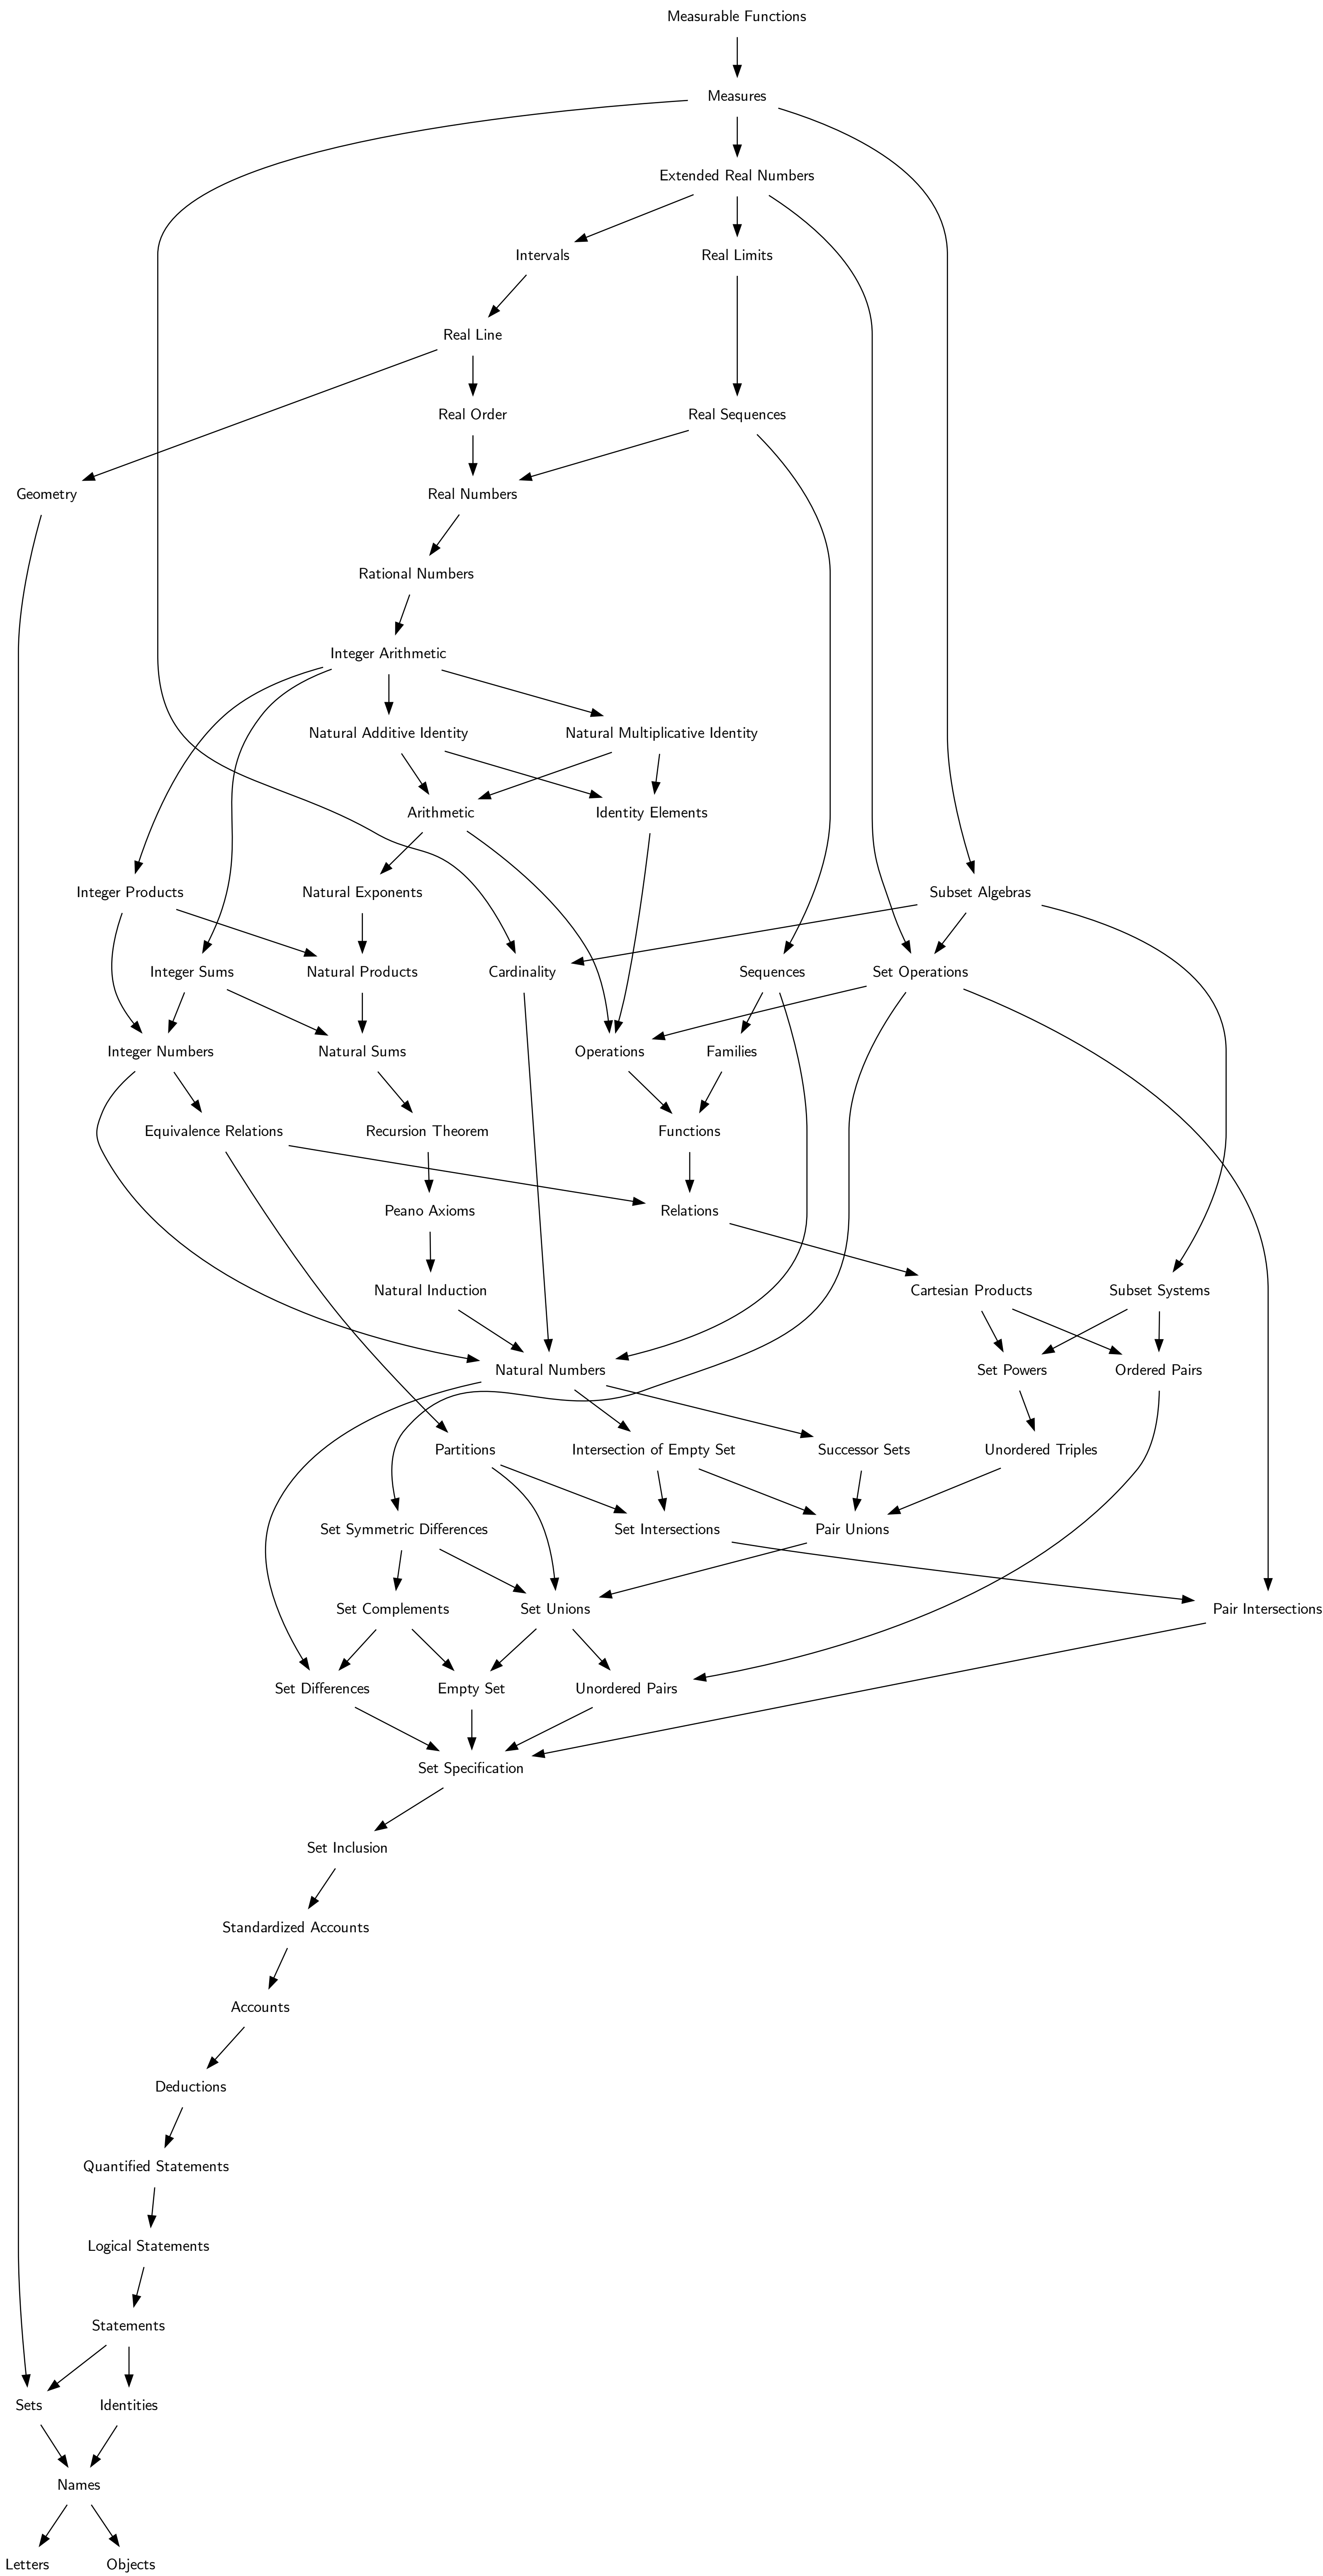 Measurable Functions
Measures
Extended Real Numbers
Intervals
Real Limits
Real Line
Real Order
Real Sequences
Geometry
Real Numbers
Rational Numbers
Integer Arithmetic
Natural Additive Identity
Natural Multiplicative Identity
Arithmetic
Identity Elements
Integer Products
Natural Exponents
Subset Algebras
Integer Sums
Natural Products
Cardinality
Sequences
Set Operations
Integer Numbers
Natural Sums
Operations
Families
Equivalence Relations
Recursion Theorem
Functions
Peano Axioms
Relations
Natural Induction
Cartesian Products
Subset Systems
Natural Numbers
Set Powers
Ordered Pairs
Partitions
Intersection of Empty Set
Successor Sets
Unordered Triples
Set Symmetric Differences
Set Intersections
Pair Unions
Set Complements
Set Unions
Pair Intersections
Set Differences
Empty Set
Unordered Pairs
Set Specification
Set Inclusion
Standardized Accounts
Accounts
Deductions
Quantified Statements
Logical Statements
Statements
Sets
Identities
Names
Letters
Objects